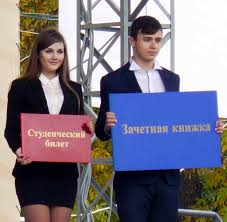 Студенческий
билет
Зачетная книжка